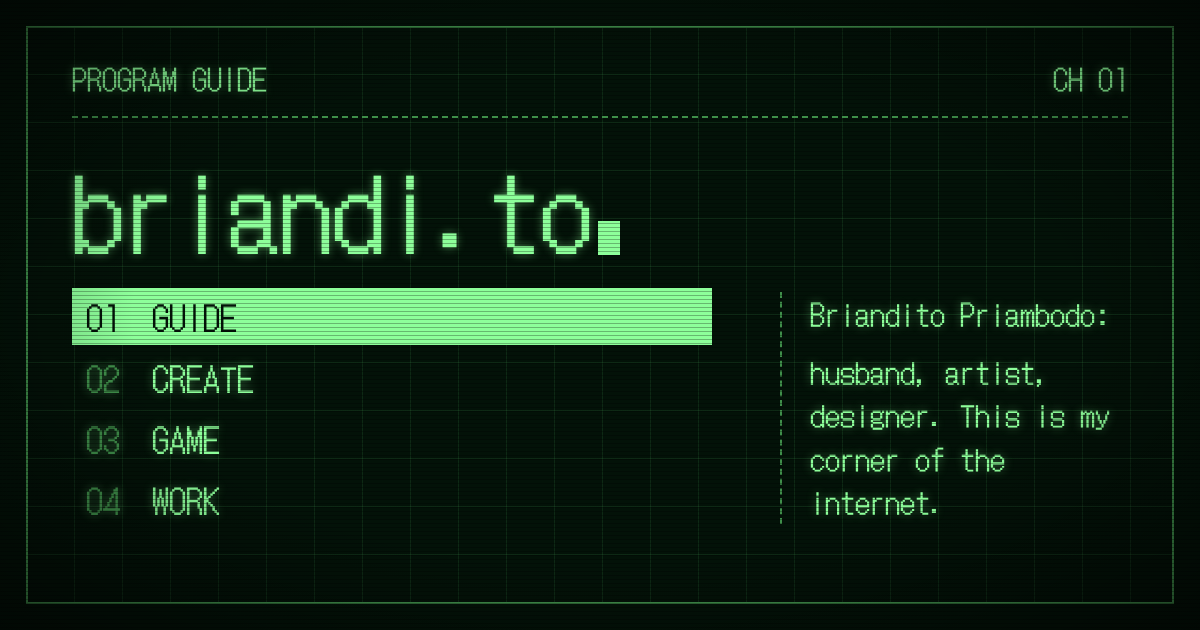 PROGRAM GUIDE CH 01
briandi.to
01 GUIDE
02 CREATE
03 GAME
04 WORK
Briandito Priambodo:
husband, artist,
designer. This is my
corner of the
internet.